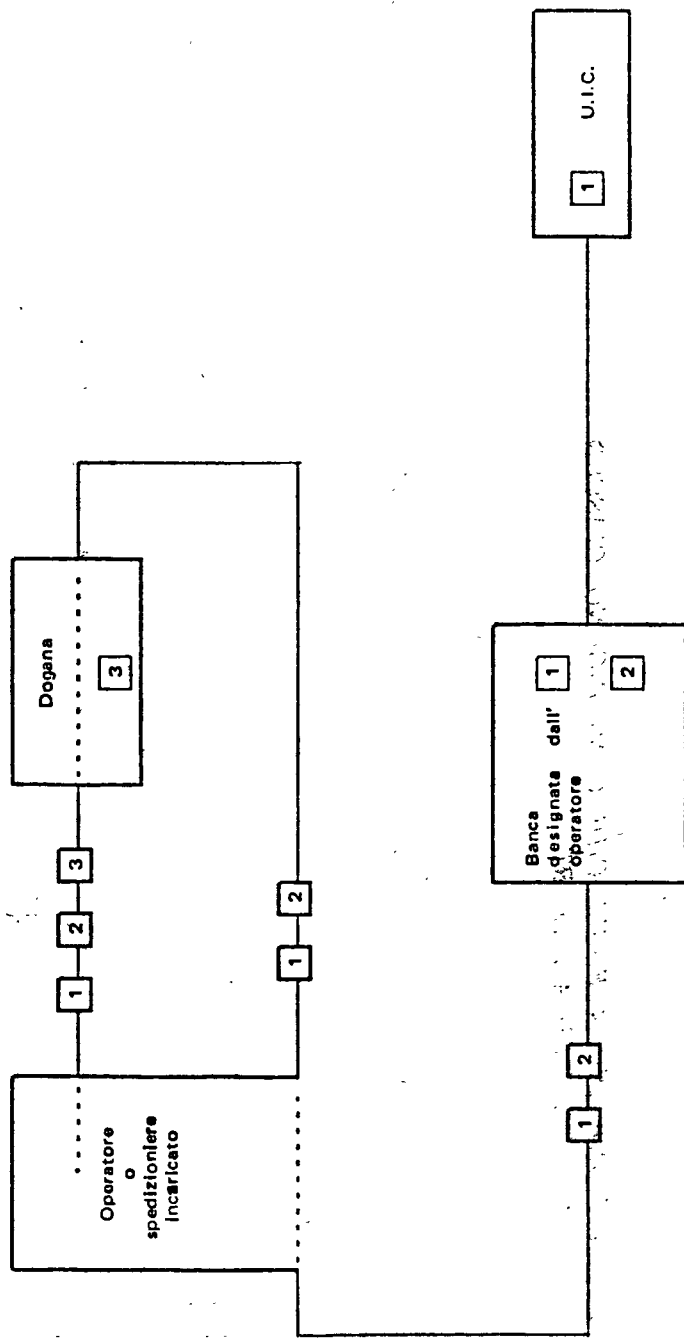 Operatore
o
spedizioniere
incaricato
1 2 3
Dogana
3
1 2
1 2
Banca
designata dall'
operatore
1
2
1
U.I.C.